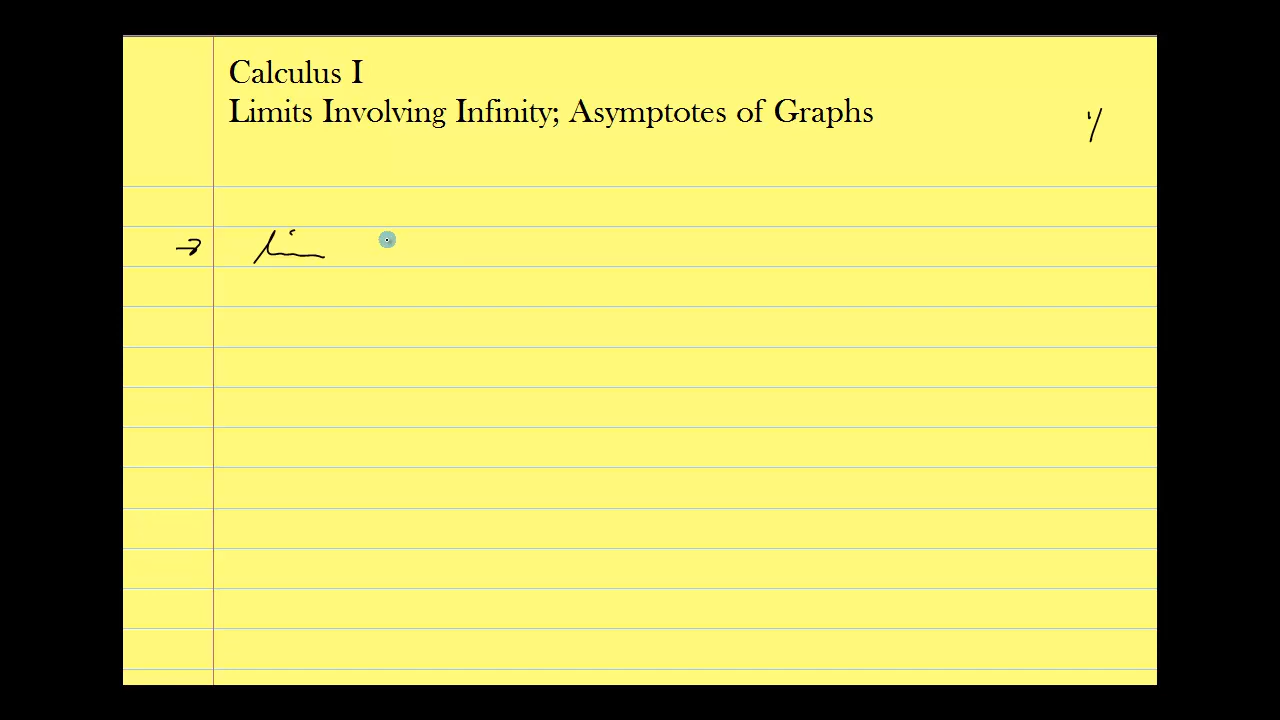 Calculus I
Limits Involving Infinity; Asymptotes of Graphs
→ lim